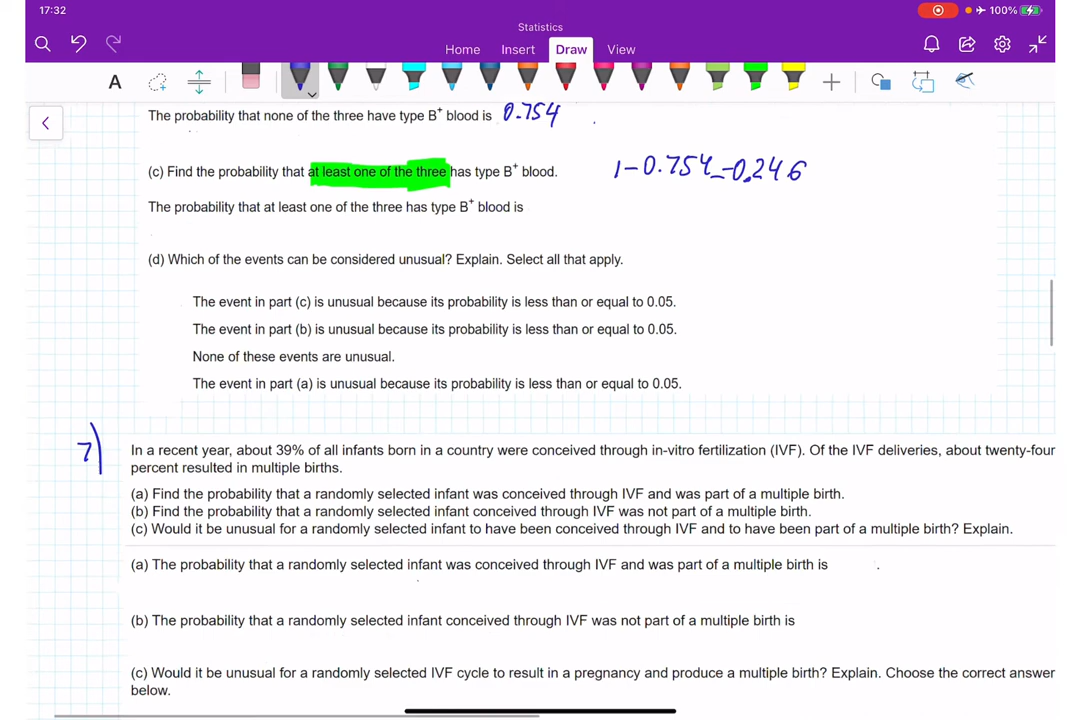 17:32
100%
Statistics
Home Insert Draw View
A
The probability that none of the three have type B+ blood is 0.754 .
(c) Find the probability that at least one of the three has type B+ blood. 1-0.754=0.246
The probability that at least one of the three has type B+ blood is
(d) Which of the events can be considered unusual? Explain. Select all that apply.
The event in part (c) is unusual because its probability is less than or equal to 0.05.
The event in part (b) is unusual because its probability is less than or equal to 0.05.
None of these events are unusual.
The event in part (a) is unusual because its probability is less than or equal to 0.05.
7)
In a recent year, about 39% of all infants born in a country were conceived through in-vitro fertilization (IVF). Of the IVF deliveries, about twenty-four
percent resulted in multiple births.
(a) Find the probability that a randomly selected infant was conceived through IVF and was part of a multiple birth.
(b) Find the probability that a randomly selected infant conceived through IVF was not part of a multiple birth.
(c) Would it be unusual for a randomly selected infant to have been conceived through IVF and to have been part of a multiple birth? Explain.
(a) The probability that a randomly selected infant was conceived through IVF and was part of a multiple birth is .
(b) The probability that a randomly selected infant conceived through IVF was not part of a multiple birth is
(c) Would it be unusual for a randomly selected IVF cycle to result in a pregnancy and produce a multiple birth? Explain. Choose the correct answer
below.